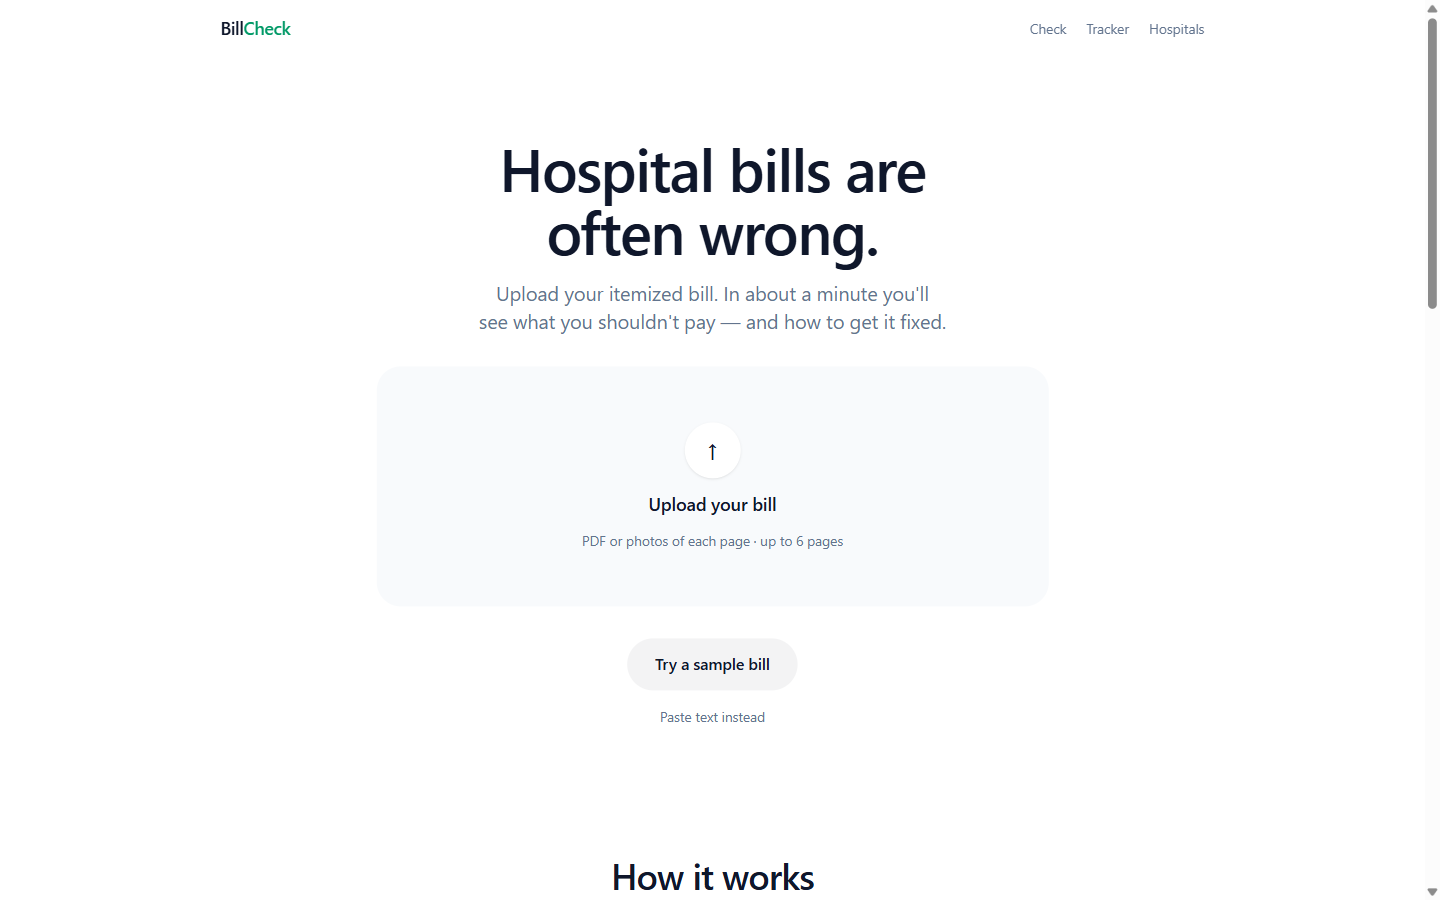 BillCheck
Check Tracker Hospitals
Hospital bills are
often wrong.
Upload your itemized bill. In about a minute you'll
see what you shouldn't pay — and how to get it fixed.
↑
Upload your bill
PDF or photos of each page · up to 6 pages
Try a sample bill
Paste text instead
How it works